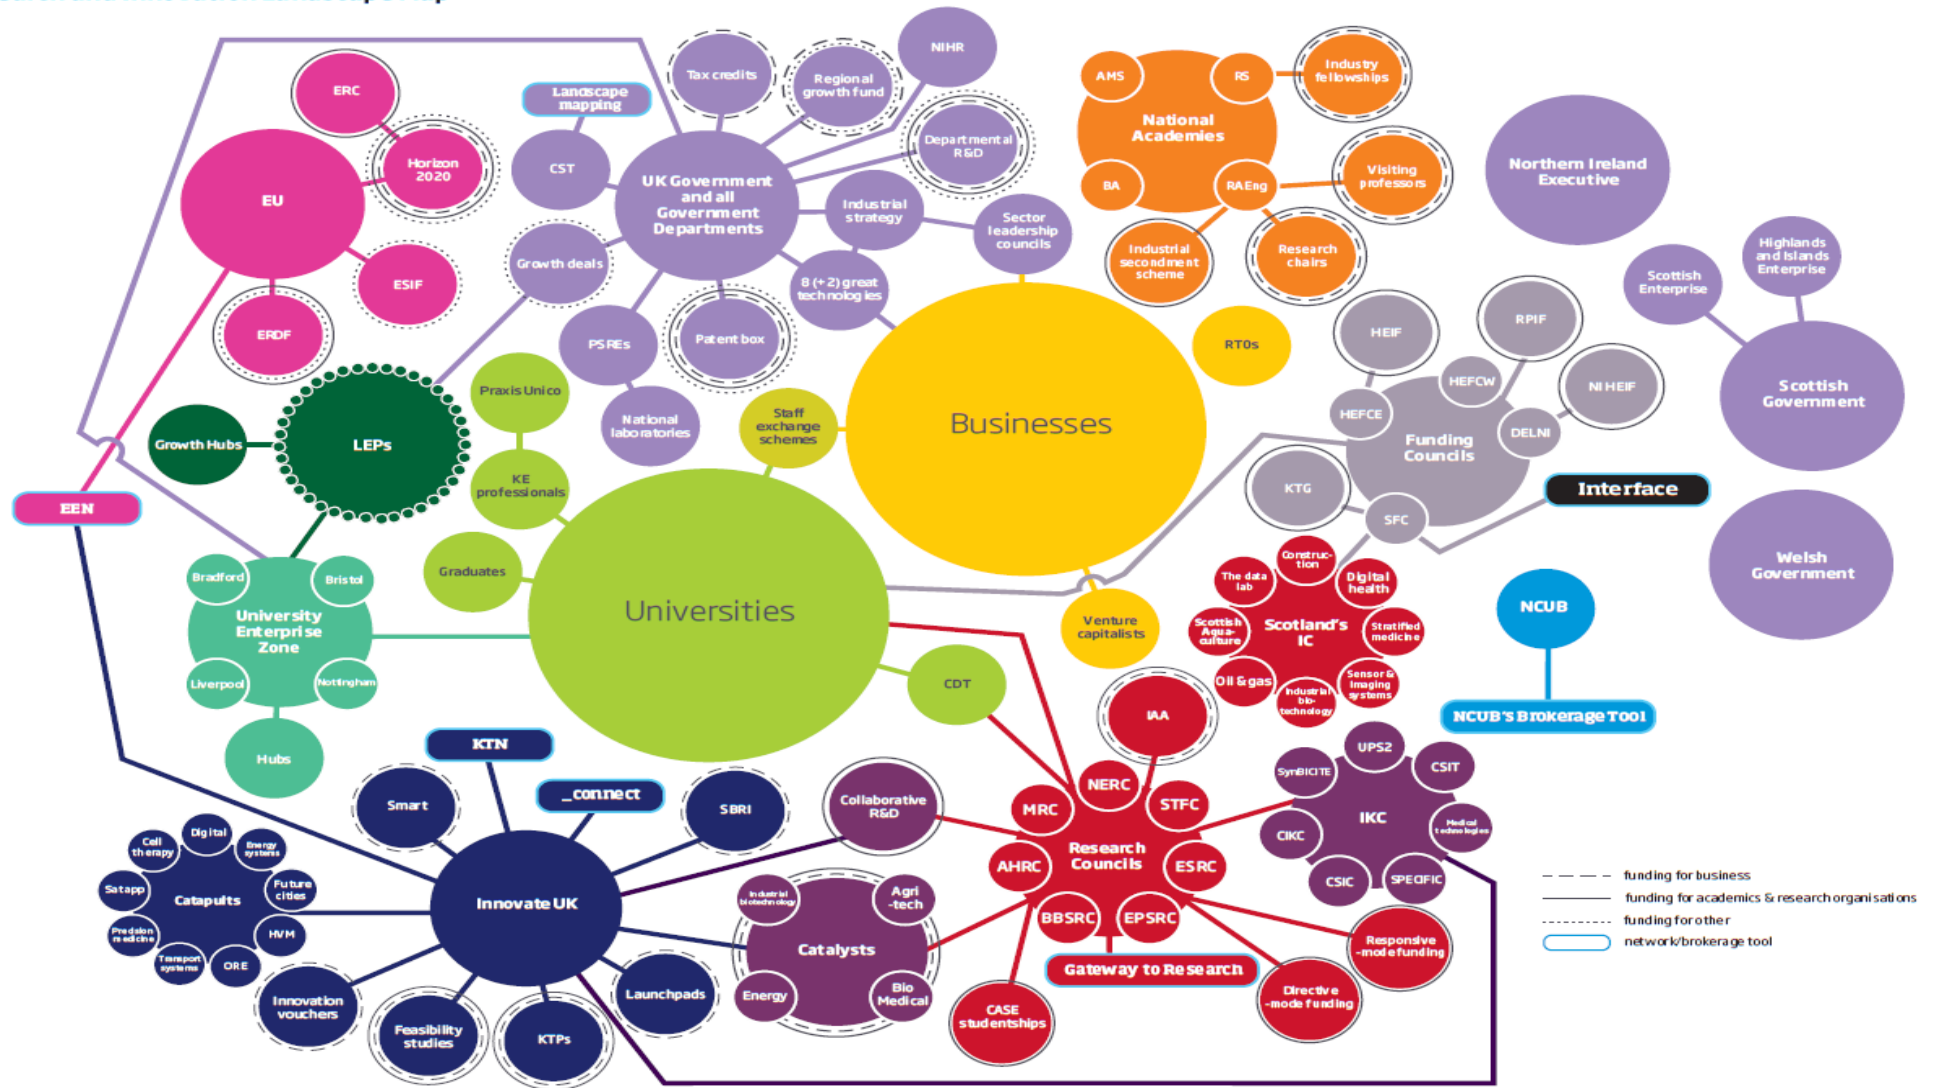 ERC
Horizon
2020
EU
ESIF
ERDF
Landscape
mapping
CST
Tax credits
Regional
growth fund
NIHR
Departmental
R&D
UK Government
and all
Government
Departments
Industrial
strategy
Sector
leadership
councils
8 (+2) great
technologies
Growth deals
PSREs
Patent box
National
laboratories
AMS
RS
Industry
fellowships
National
Academies
BA
RAEng
Visiting
professors
Industrial
secondment
scheme
Research
chairs
Northern Ireland
Executive
Highlands
and Islands
Enterprise
Scottish
Enterprise
Scottish
Government
Welsh
Government
RTOs
HEIF
RPIF
NI HEIF
HEFCW
HEFCE
DELNI
Funding
Councils
KTG
SFC
Interface
Growth Hubs
LEPs
EEN
Praxis Unico
KE
professionals
Staff
exchange
schemes
Businesses
Graduates
Universities
Venture
capitalists
CDT
Bradford
Bristol
University
Enterprise
Zone
Liverpool
Nottingham
Hubs
Construc-
tion
The data
lab
Digital
health
Scottish
Aqua-
culture
Scotland's
IC
Stratified
medicine
Oil & gas
Industrial
bio-
technology
Sensor &
Imaging
systems
NCUB
NCUB'S Brokerage Tool
KTN
_connect
Smart
SBRI
Collaborative
R&D
IAA
NERC
MRC
STFC
AHRC
Research
Councils
ESRC
BBSRC
EPSRC
Gateway to Research
CASE
studentships
Directive
-mode funding
Responsive
-mode funding
UPS2
SynBICITE
CSIT
IKC
CIKC
Medical
technologies
CSIC
SPECIFIC
Digital
Cell
therapy
Energy
systems
Sat app
Catapults
Future
cities
Precision
medicine
HVM
Transport
systems
ORE
Innovate UK
Innovation
vouchers
Feasibility
studies
KTPs
Launchpads
Industrial
biotechnology
Agri
-tech
Catalysts
Energy
Bio
Medical
funding for business
funding for academics & research organisations
funding for other
network/brokerage tool